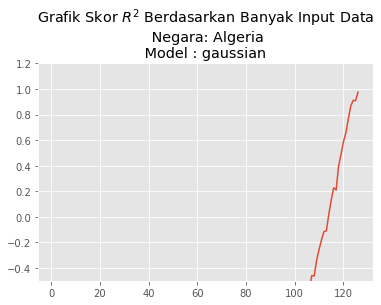 Grafik Skor R² Berdasarkan Banyak Input Data
Negara: Algeria
Model : gaussian
1.2
1.0
0.8
0.6
0.4
0.2
0.0
−0.2
−0.4
0 20 40 60 80 100 120